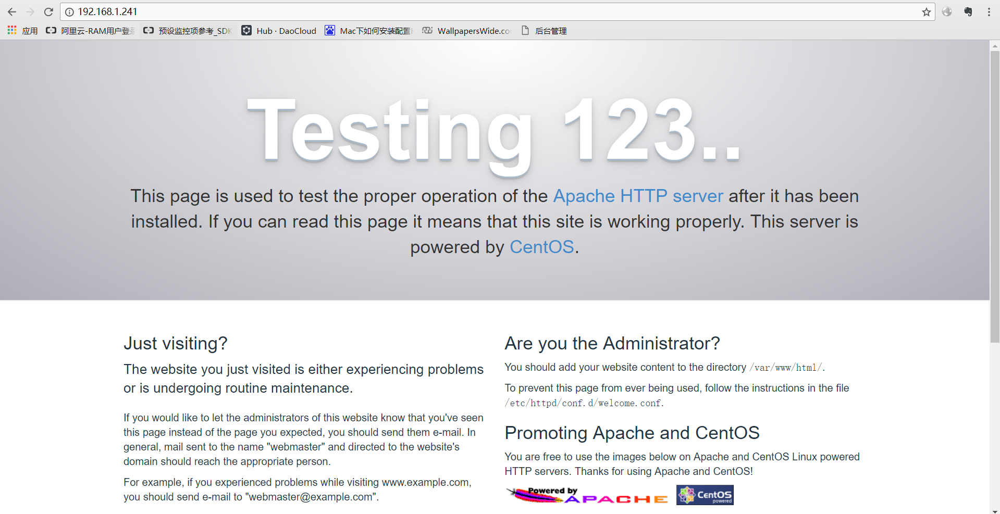 192.168.1.241
应用 阿里云-RAM用户登 预设监控项参考_SDK Hub · DaoCloud Mac下如何安装配置 WallpapersWide.co 后台管理
Testing 123..
This page is used to test the proper operation of the Apache HTTP server after it has been
installed. If you can read this page it means that this site is working properly. This server is
powered by CentOS.
Just visiting?
The website you just visited is either experiencing problems
or is undergoing routine maintenance.
If you would like to let the administrators of this website know that you've seen
this page instead of the page you expected, you should send them e-mail. In
general, mail sent to the name "webmaster" and directed to the website's
domain should reach the appropriate person.
For example, if you experienced problems while visiting www.example.com,
you should send e-mail to "webmaster@example.com".
Are you the Administrator?
You should add your website content to the directory /var/www/html/.
To prevent this page from ever being used, follow the instructions in the file
/etc/httpd/conf.d/welcome.conf.
Promoting Apache and CentOS
You are free to use the images below on Apache and CentOS Linux powered
HTTP servers. Thanks for using Apache and CentOS!
Powered by
APACHE
CentOS
powered